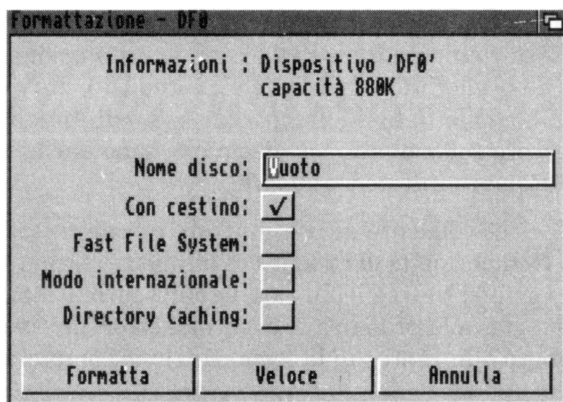 Formattazione - DF0
Informazioni : Dispositivo 'DF0'
capacità 880K
Nome disco: Vuoto
Con cestino: ✓
Fast File System:
Modo internazionale:
Directory Caching:
Formatta Veloce Annulla